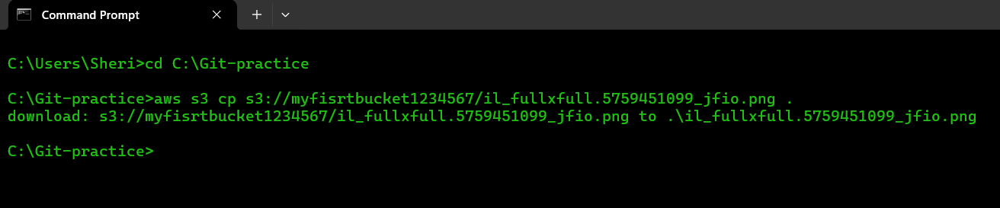 Command Prompt
C:\Users\Sheri>cd C:\Git-practice
C:\Git-practice>aws s3 cp s3://myfisrtbucket1234567/il_fullxfull.5759451099_jfio.png .
download: s3://myfisrtbucket1234567/il_fullxfull.5759451099_jfio.png to .\il_fullxfull.5759451099_jfio.png
C:\Git-practice>